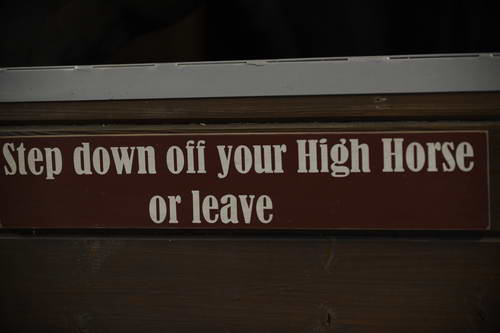 Step down off your High Horse
or leave